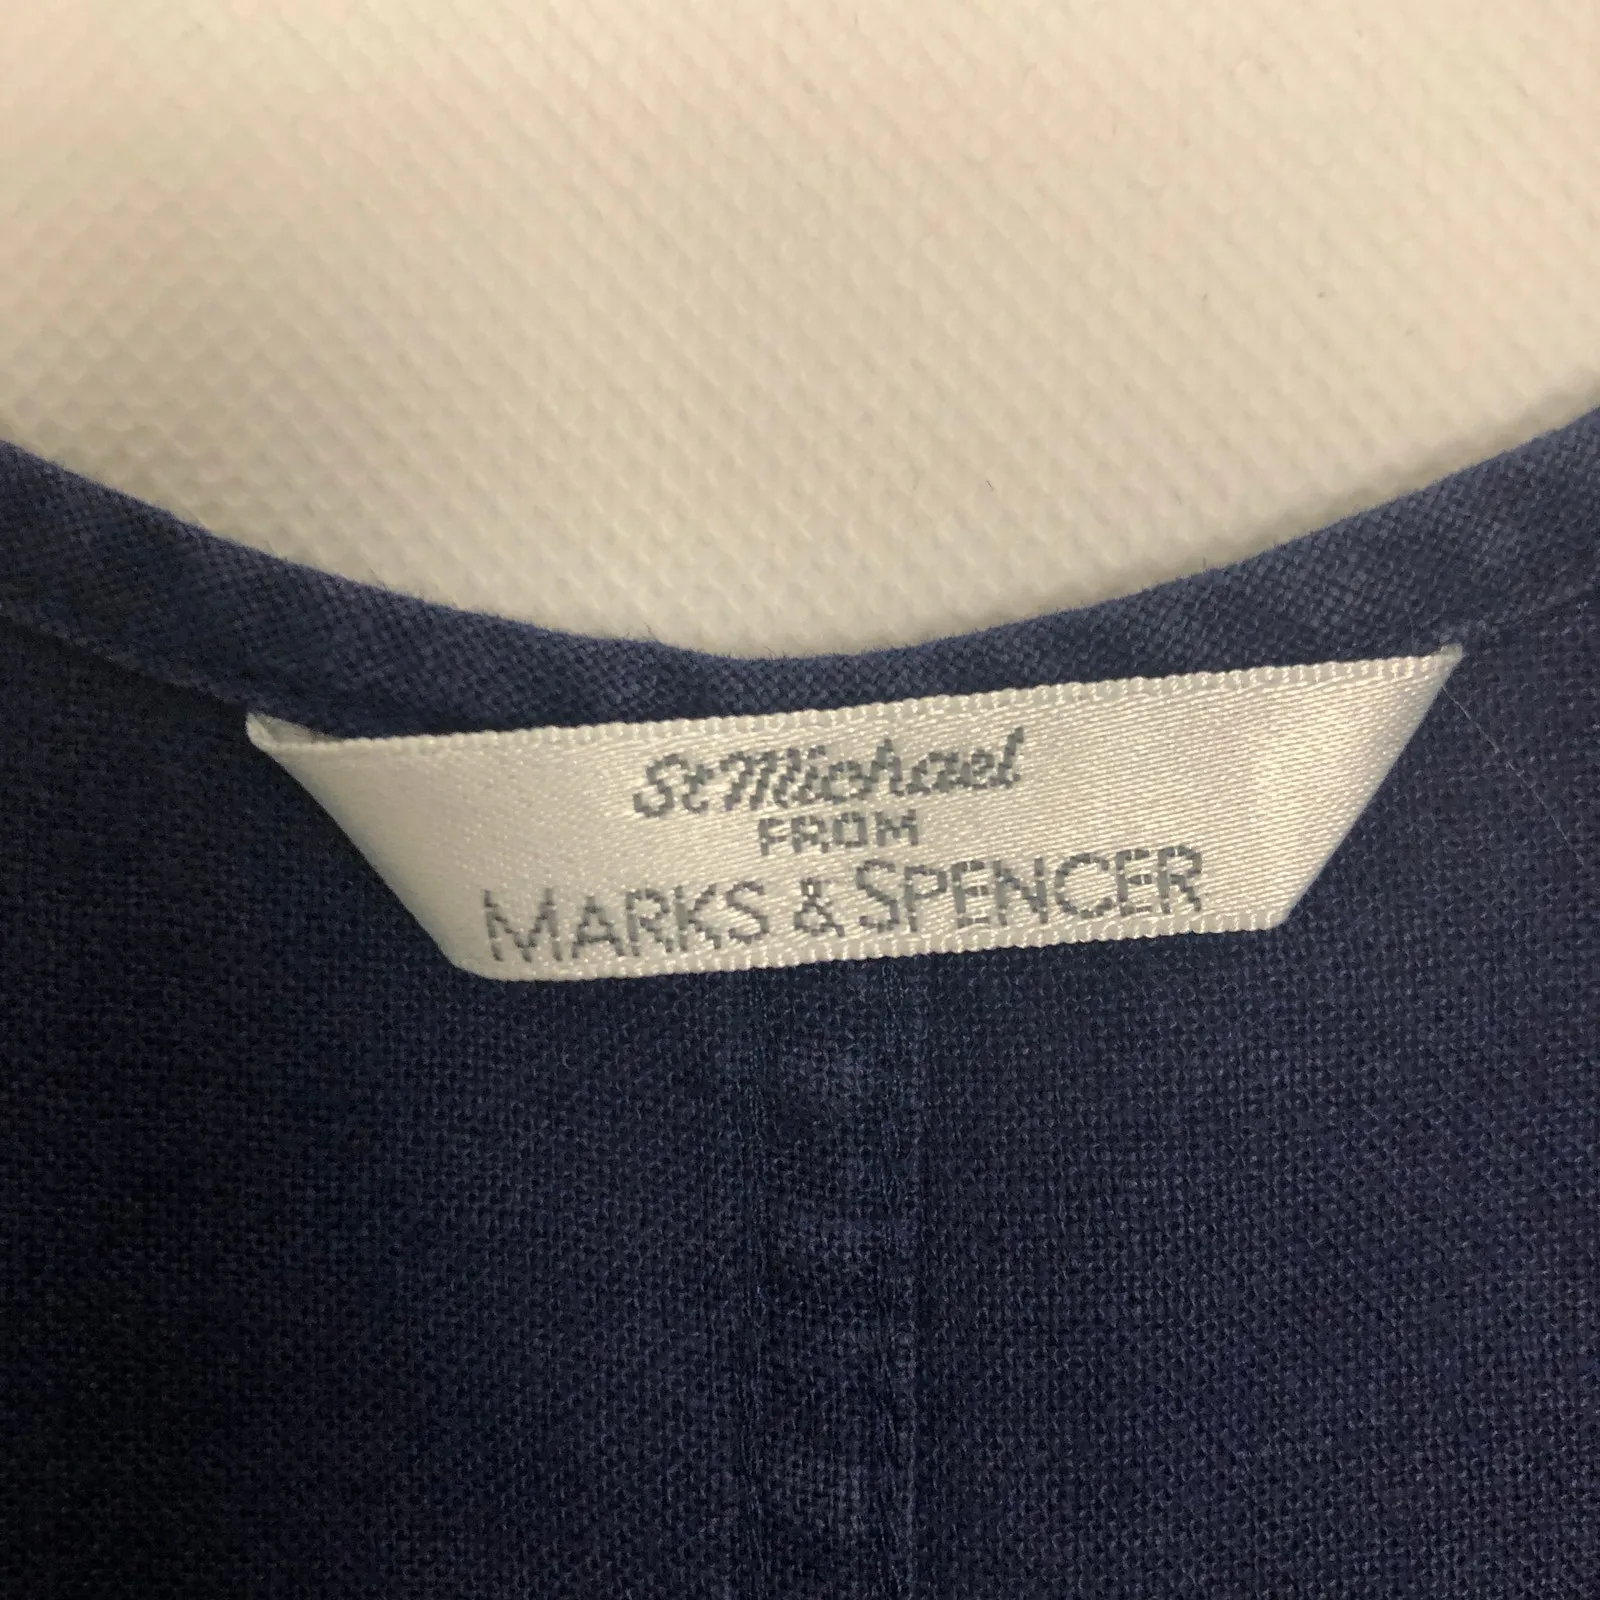 St Michael
FROM
MARKS & SPENCER